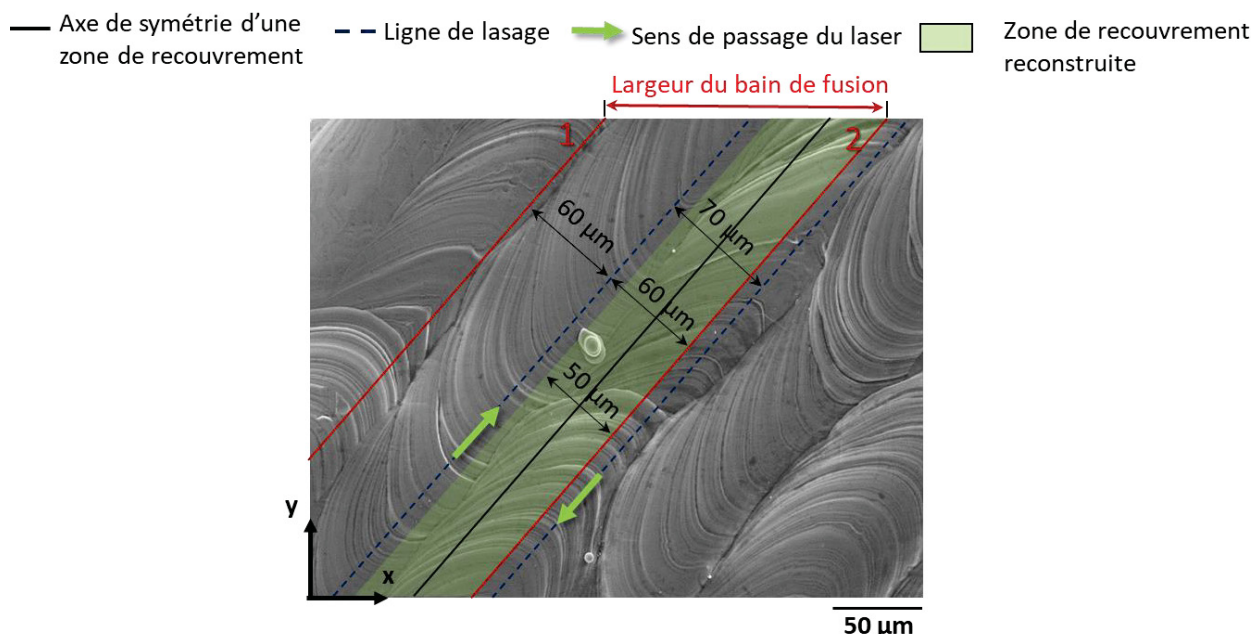 Axe de symétrie d’une
zone de recouvrement
Ligne de lasage
Sens de passage du laser
Zone de recouvrement
reconstruite
Largeur du bain de fusion
1
2
60 µm
70 µm
60 µm
50 µm
y
x
50 µm